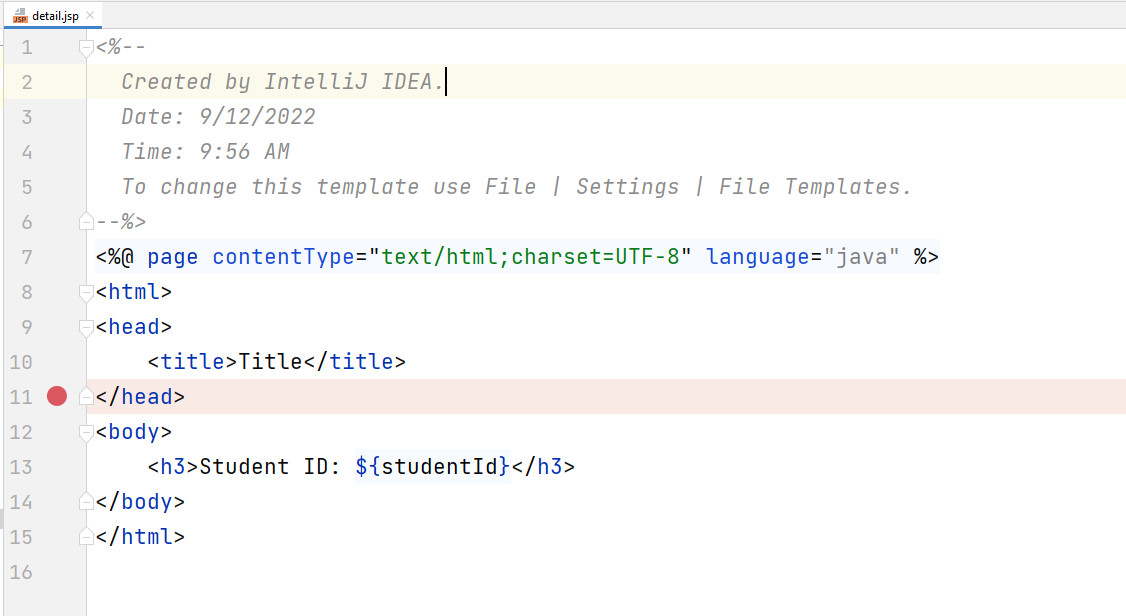 JSP detail.jsp
1 <%--
2   Created by IntelliJ IDEA.
3   Date: 9/12/2022
4   Time: 9:56 AM
5   To change this template use File | Settings | File Templates.
6 --%>
7 <%@ page contentType="text/html;charset=UTF-8" language="java" %>
8 <html>
9 <head>
10     <title>Title</title>
11 </head>
12 <body>
13     <h3>Student ID: ${studentId}</h3>
14 </body>
15 </html>
16